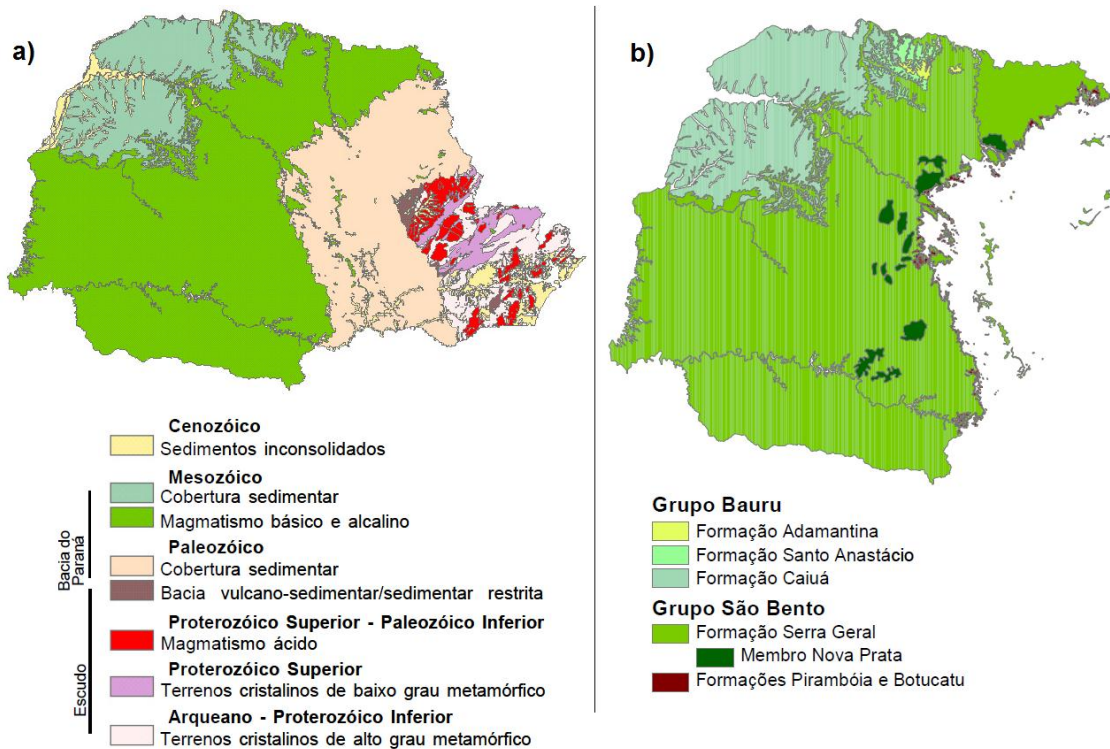 a)
Cenozóico
Sedimentos inconsolidados
Mesozóico
Cobertura sedimentar
Magmatismo básico e alcalino
Paleozóico
Cobertura sedimentar
Bacia vulcano-sedimentar/sedimentar restrita
Proterozóico Superior - Paleozóico Inferior
Magmatismo ácido
Proterozóico Superior
Terrenos cristalinos de baixo grau metamórfico
Arqueano - Proterozóico Inferior
Terrenos cristalinos de alto grau metamórfico
Bacia do
Paraná
Escudo
b)
Grupo Bauru
Formação Adamantina
Formação Santo Anastácio
Formação Caiuá
Grupo São Bento
Formação Serra Geral
Membro Nova Prata
Formações Pirambóia e Botucatu